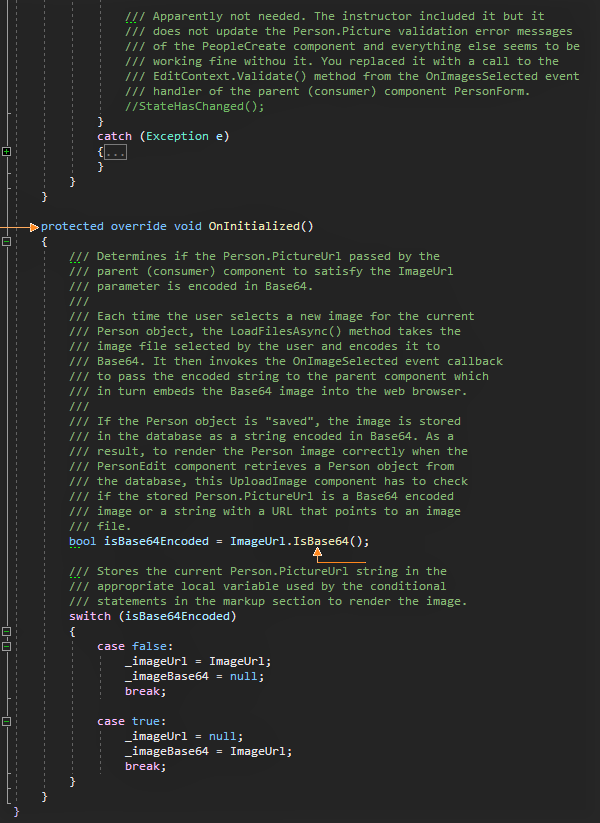 /// Apparently not needed. The instructor included it but it
/// does not update the Person.Picture validation error messages
/// of the PeopleCreate component and everything else seems to be
/// working fine withou it. You replaced it with a call to the
/// EditContext.Validate() method from the OnImagesSelected event
/// handler of the parent (consumer) component PersonForm.
//StateHasChanged();
}
catch (Exception e)
{...
}
}
}
protected override void OnInitialized()
{
/// Determines if the Person.PictureUrl passed by the
/// parent (consumer) component to satisfy the ImageUrl
/// parameter is encoded in Base64.
///
/// Each time the user selects a new image for the current
/// Person object, the LoadFilesAsync() method takes the
/// image file selected by the user and encodes it to
/// Base64. It then invokes the OnImageSelected event callback
/// to pass the encoded string to the parent component which
/// in turn embeds the Base64 image into the web browser.
///
/// If the Person object is "saved", the image is stored
/// in the database as a string encoded in Base64. As a
/// result, to render the Person image correctly when the
/// PersonEdit component retrieves a Person object from
/// the database, this UploadImage component has to check
/// if the stored Person.PictureUrl is a Base64 encoded
/// image or a string with a URL that points to an image
/// file.
bool isBase64Encoded = ImageUrl.IsBase64();
/// Stores the current Person.PictureUrl string in the
/// appropriate local variable used by the conditional
/// statements in the markup section to render the image.
switch (isBase64Encoded)
{
case false:
_imageUrl = ImageUrl;
_imageBase64 = null;
break;
case true:
_imageUrl = null;
_imageBase64 = ImageUrl;
break;
}
}
}